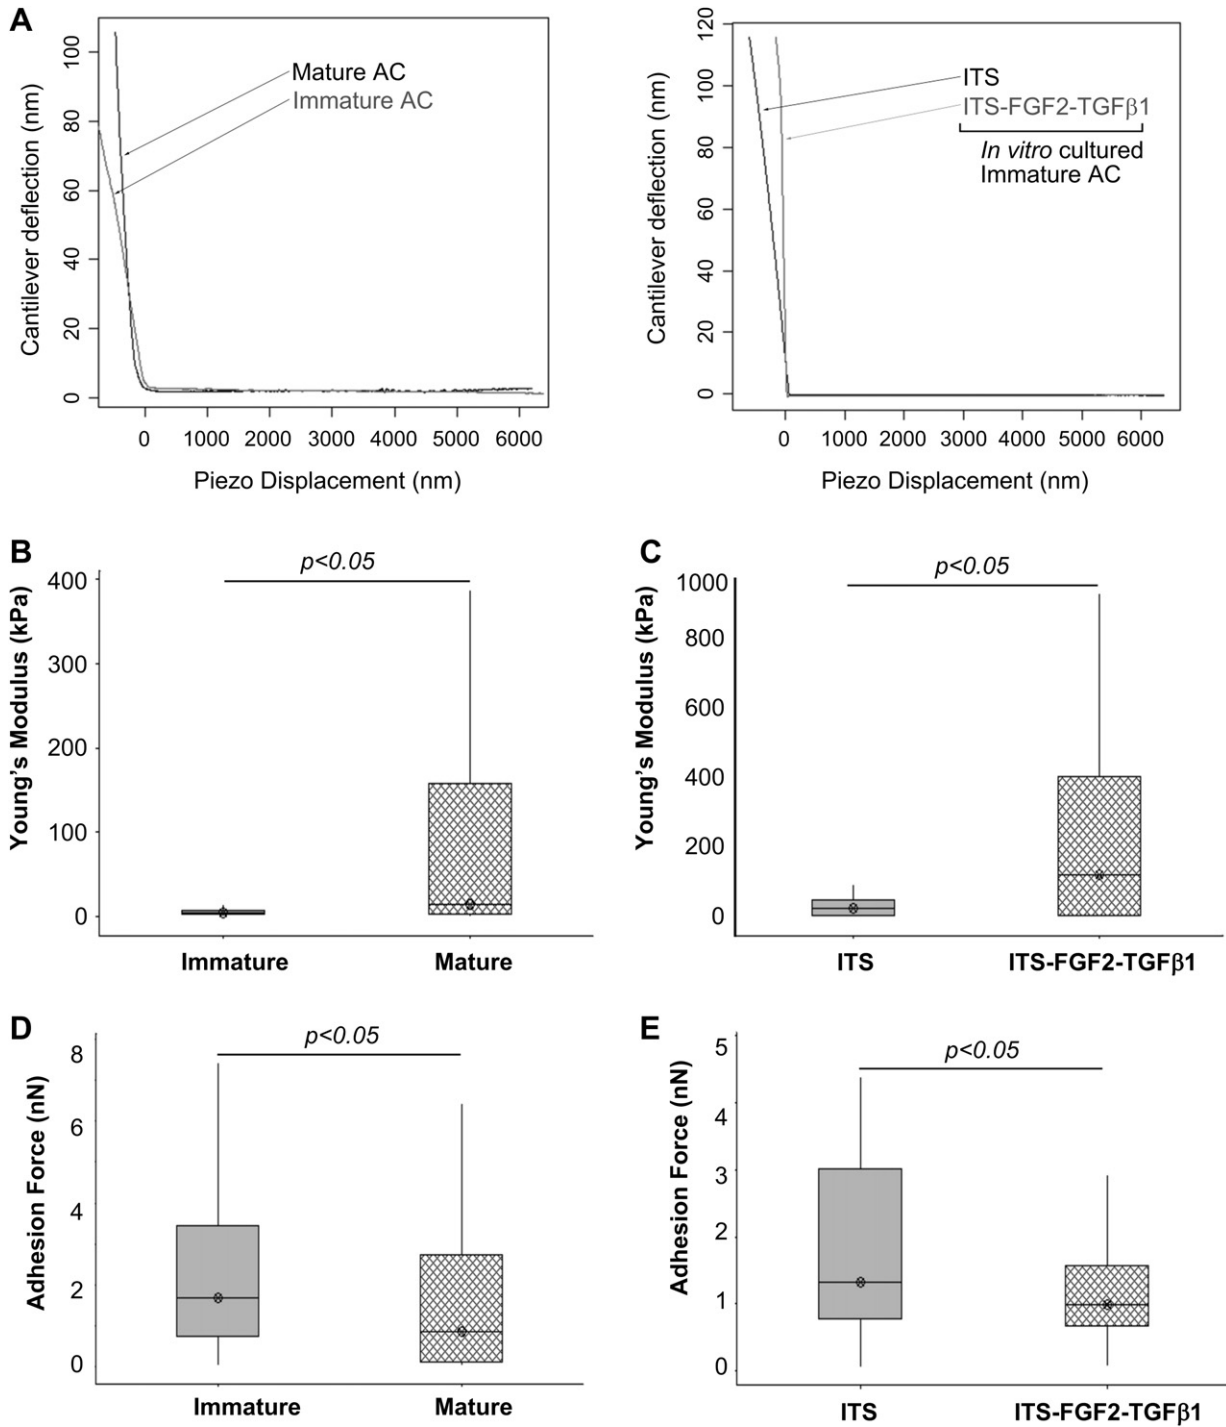 A
Cantilever deflection (nm)
100
80
60
40
20
0
Mature AC
Immature AC
0 1000 2000 3000 4000 5000 6000
Piezo Displacement (nm)
Cantilever deflection (nm)
120
100
80
60
40
20
0
ITS
ITS-FGF2-TGFβ1
In vitro cultured
Immature AC
0 1000 2000 3000 4000 5000 6000
Piezo Displacement (nm)
B
p<0.05
Young's Modulus (kPa)
400
300
200
100
0
Immature Mature
C
p<0.05
Young's Modulus (kPa)
1000
800
600
400
200
0
ITS ITS-FGF2-TGFβ1
D
p<0.05
Adhesion Force (nN)
8
6
4
2
0
Immature Mature
E
p<0.05
Adhesion Force (nN)
5
4
3
2
1
0
ITS ITS-FGF2-TGFβ1